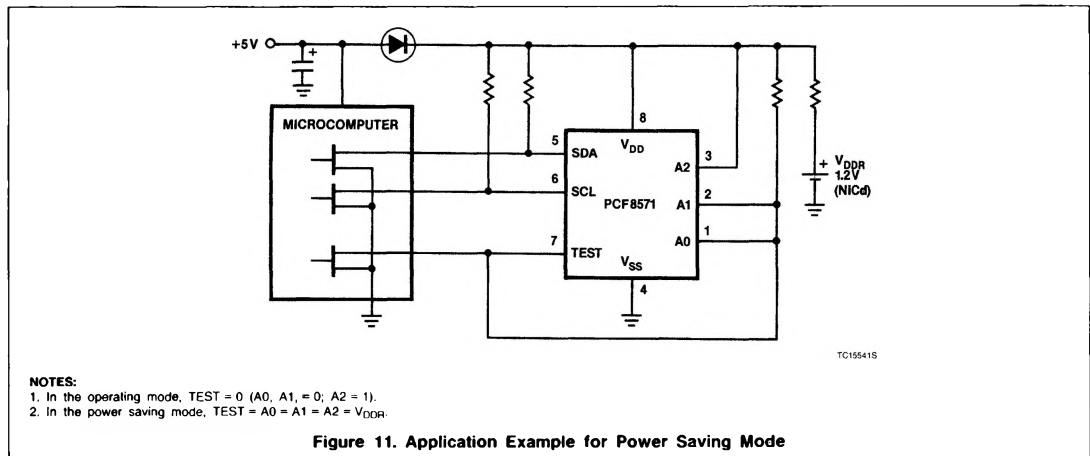 +5V
+
MICROCOMPUTER
8
V_DD
5
SDA
A2
3
+ V_DDR
1.2V
(NiCd)
6
SCL
PCF8571
A1
2
7
TEST
A0
1
V_SS
4
TC15541S
NOTES:
1. In the operating mode, TEST = 0 (A0, A1, = 0; A2 = 1).
2. In the power saving mode, TEST = A0 = A1 = A2 = V_DDR.
Figure 11. Application Example for Power Saving Mode